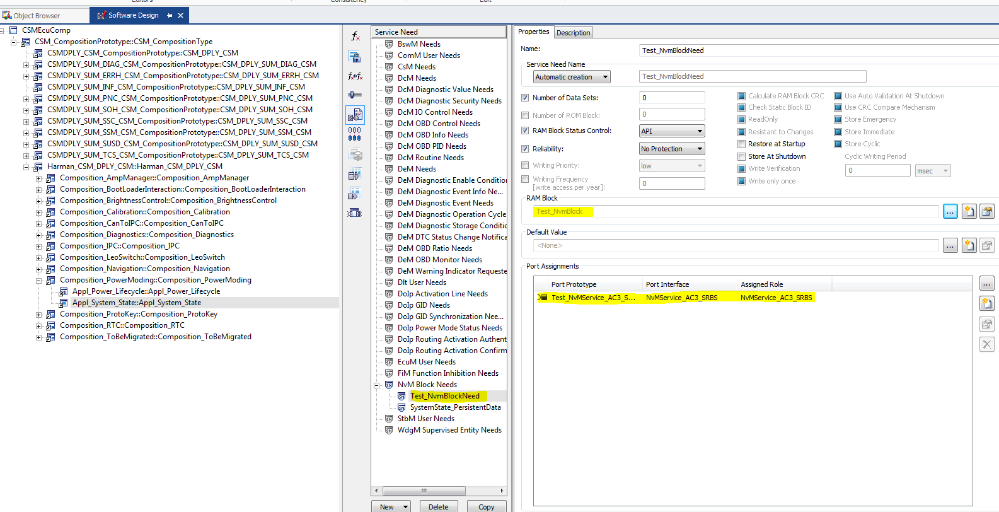 Editors
Consistency
Edit
Object Browser
Software Design
CSMEcuComp
CSM_CompositionPrototype::CSM_CompositionType
CSMDPLY_CSM_CompositionPrototype::CSM_DPLY_CSM
CSMDPLY_SUM_DIAG_CSM_CompositionPrototype::CSM_DPLY_SUM_DIAG_CSM
CSMDPLY_SUM_ERRH_CSM_CompositionPrototype::CSM_DPLY_SUM_ERRH_CSM
CSMDPLY_SUM_INF_CSM_CompositionPrototype::CSM_DPLY_SUM_INF_CSM
CSMDPLY_SUM_PNC_CSM_CompositionPrototype::CSM_DPLY_SUM_PNC_CSM
CSMDPLY_SUM_SOH_CSM_CompositionPrototype::CSM_DPLY_SUM_SOH_CSM
CSMDPLY_SUM_SSC_CSM_CompositionPrototype::CSM_DPLY_SUM_SSC_CSM
CSMDPLY_SUM_SSM_CSM_CompositionPrototype::CSM_DPLY_SUM_SSM_CSM
CSMDPLY_SUM_SUSD_CSM_CompositionPrototype::CSM_DPLY_SUM_SUSD_CSM
CSMDPLY_SUM_TCS_CSM_CompositionPrototype::CSM_DPLY_SUM_TCS_CSM
Harman_CSM_DPLY_CSM::Harman_CSM_DPLY_CSM
Composition_AmpManager::Composition_AmpManager
Composition_BootLoaderInteraction::Composition_BootLoaderInteraction
Composition_BrightnessControl::Composition_BrightnessControl
Composition_Calibration::Composition_Calibration
Composition_CanToIPC::Composition_CanToIPC
Composition_Diagnostics::Composition_Diagnostics
Composition_IPC::Composition_IPC
Composition_LeoSwitch::Composition_LeoSwitch
Composition_Navigation::Composition_Navigation
Composition_PowerModing::Composition_PowerModing
Appl_Power_Lifecycle::Appl_Power_Lifecycle
Appl_System_State::Appl_System_State
Composition_ProtoKey::Composition_ProtoKey
Composition_RTC::Composition_RTC
Composition_ToBeMigrated::Composition_ToBeMigrated
Service Need
BswM Needs
ComM User Needs
CsM Needs
DcM Needs
DcM Diagnostic Value Needs
DcM Diagnostic Security Needs
DcM IO Control Needs
DcM OBD Control Needs
DcM OBD Info Needs
DcM OBD PID Needs
DcM Routine Needs
DeM Needs
DeM Diagnostic Enable Condition
DeM Diagnostic Event Info Ne...
DeM Diagnostic Event Needs
DeM Diagnostic Operation Cycle
DeM Diagnostic Storage Conditic
DeM DTC Status Change Notifica
DeM OBD Ratio Needs
DeM OBD Monitor Needs
DeM Warning Indicator Requeste
Dlt User Needs
DoIp Activation Line Needs
DoIp GID Needs
DoIp GID Synchronization Nee...
DoIp Power Mode Status Needs
DoIp Routing Activation Authent
DoIp Routing Activation Confirm
EcuM User Needs
FiM Function Inhibition Needs
NvM Block Needs
Test_NvmBlockNeed
SystemState_PersistentData
StbM User Needs
WdgM Supervised Entity Needs
New
Delete
Copy
Properties
Description
Name:
Test_NvmBlockNeed
Service Need Name
Automatic creation
Test_NvmBlockNeed
Number of Data Sets:
0
Number of ROM Block:
0
RAM Block Status Control:
API
Reliability:
No Protection
Writing Priority:
low
Writing Frequency
[write access per year]:
0
Calculate RAM Block CRC
Check Static Block ID
ReadOnly
Resistant to Changes
Restore at Startup
Store At Shutdown
Write Verification
Write only once
Use Auto Validation At Shutdown
Use CRC Compare Mechanism
Store Emergency
Store Immediate
Store Cyclic
Cyclic Writing Period
0
msec
RAM Block
Test_NvmBlock
...
Default Value
<None>
...
Port Assignments
Port Prototype Port Interface Assigned Role
Test_NvMService_AC3_S... NvMService_AC3_SRBS NvMService_AC3_SRBS
...